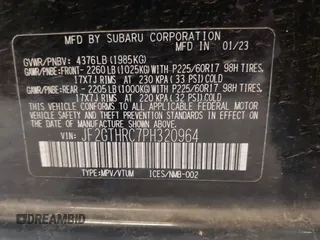 MFD BY SUBARU CORPORATION IN 01/23
GVWR/PNBV: 4376LB (1985KG)
GAWR/PNBE:FRONT- 2260LB (1025KG)WITH P225/60R17 98H TIRES.
17X7J RIMS AT 230 KPA (33 PSI) COLD
GAWR/PNBE:REAR - 2205LB (1000KG)WITH P225/60R17 98H TIRES.
17X7J RIMS AT 220 KPA (32 PSI) COLD
THIS VEHICLE CONFORMS TO ALL APPLICABLE FEDERAL MOTOR
VEHICLE SAFETY STANDARDS IN EFFECT ON THE DATE OF
MANUFACTURE SHOWN ABOVE.
VIN: JF2GTHRC7PH320964
TYPE:MPV/VTUM ICES/NMB-002
DREAMBID